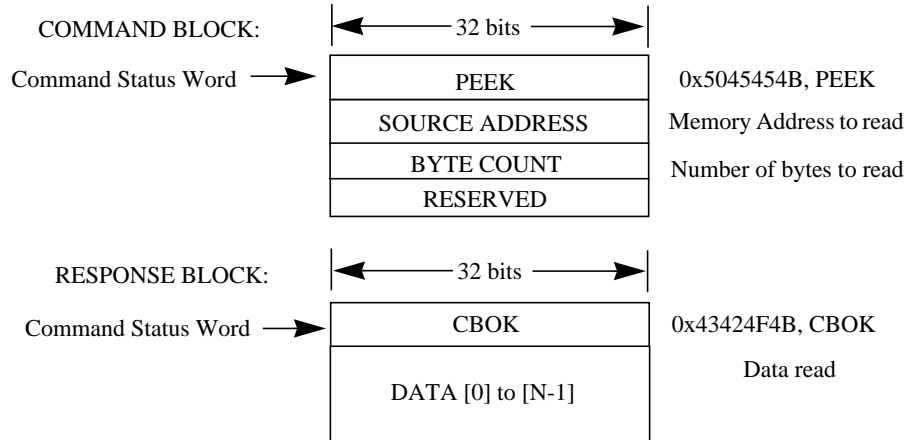 COMMAND BLOCK:
32 bits
Command Status Word
PEEK
0x5045454B, PEEK
SOURCE ADDRESS
Memory Address to read
BYTE COUNT
Number of bytes to read
RESERVED
RESPONSE BLOCK:
32 bits
Command Status Word
CBOK
0x43424F4B, CBOK
Data read
DATA [0] to [N-1]